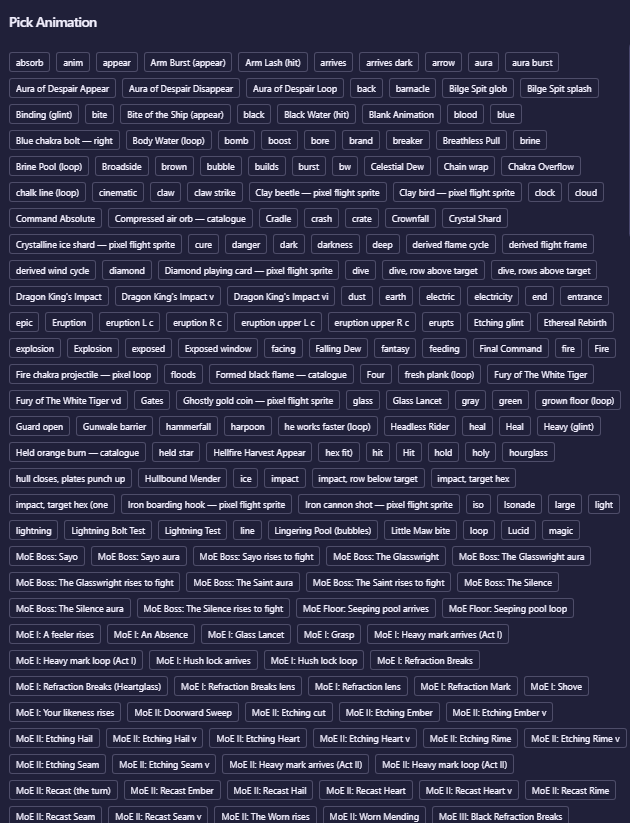 Pick Animation
absorb anim appear Arm Burst (appear) Arm Lash (hit) arrives arrives dark arrow aura aura burst
Aura of Despair Appear Aura of Despair Disappear Aura of Despair Loop back barnacle Bilge Spit glob Bilge Spit splash
Binding (glint) bite Bite of the Ship (appear) black Black Water (hit) Blank Animation blood blue
Blue chakra bolt — right Body Water (loop) bomb boost bore brand breaker Breathless Pull brine
Brine Pool (loop) Broadside brown bubble builds burst bw Celestial Dew Chain wrap Chakra Overflow
chalk line (loop) cinematic claw claw strike Clay beetle — pixel flight sprite Clay bird — pixel flight sprite clock cloud
Command Absolute Compressed air orb — catalogue Cradle crash crate Crownfall Crystal Shard
Crystalline ice shard — pixel flight sprite cure danger dark darkness deep derived flame cycle derived flight frame
derived wind cycle diamond Diamond playing card — pixel flight sprite dive dive, row above target dive, rows above target
Dragon King's Impact Dragon King's Impact v Dragon King's Impact vi dust earth electric electricity end entrance
epic Eruption eruption L c eruption R c eruption upper L c eruption upper R c erupts Etching glint Ethereal Rebirth
explosion Explosion exposed Exposed window facing Falling Dew fantasy feeding Final Command fire Fire
Fire chakra projectile — pixel loop floods Formed black flame — catalogue Four fresh plank (loop) Fury of The White Tiger
Fury of The White Tiger vd Gates Ghostly gold coin — pixel flight sprite glass Glass Lancet gray green grown floor (loop)
Guard open Gunwale barrier hammerfall harpoon he works faster (loop) Headless Rider heal Heal Heavy (glint)
Held orange burn — catalogue held star Hellfire Harvest Appear hex fit) hit Hit hold holy hourglass
hull closes, plates punch up Hullbound Mender ice impact impact, row below target impact, target hex
impact, target hex (one Iron boarding hook — pixel flight sprite Iron cannon shot — pixel flight sprite iso Isonade large light
lightning Lightning Bolt Test Lightning Test line Lingering Pool (bubbles) Little Maw bite loop Lucid magic
MoE Boss: Sayo MoE Boss: Sayo aura MoE Boss: Sayo rises to fight MoE Boss: The Glasswright MoE Boss: The Glasswright aura
MoE Boss: The Glasswright rises to fight MoE Boss: The Saint aura MoE Boss: The Saint rises to fight MoE Boss: The Silence
MoE Boss: The Silence aura MoE Boss: The Silence rises to fight MoE Floor: Seeping pool arrives MoE Floor: Seeping pool loop
MoE I: A feeler rises MoE I: An Absence MoE I: Glass Lancet MoE I: Grasp MoE I: Heavy mark arrives (Act I)
MoE I: Heavy mark loop (Act I) MoE I: Hush lock arrives MoE I: Hush lock loop MoE I: Refraction Breaks
MoE I: Refraction Breaks (Heartglass) MoE I: Refraction Breaks lens MoE I: Refraction lens MoE I: Refraction Mark MoE I: Shove
MoE I: Your likeness rises MoE II: Doorward Sweep MoE II: Etching cut MoE II: Etching Ember MoE II: Etching Ember v
MoE II: Etching Hail MoE II: Etching Hail v MoE II: Etching Heart MoE II: Etching Heart v MoE II: Etching Rime MoE II: Etching Rime v
MoE II: Etching Seam MoE II: Etching Seam v MoE II: Heavy mark arrives (Act II) MoE II: Heavy mark loop (Act II)
MoE II: Recast (the turn) MoE II: Recast Ember MoE II: Recast Hail MoE II: Recast Heart MoE II: Recast Heart v MoE II: Recast Rime
MoE II: Recast Seam MoE II: Recast Seam v MoE II: The Worn rises MoE II: Worn Mending MoE III: Black Refraction Breaks